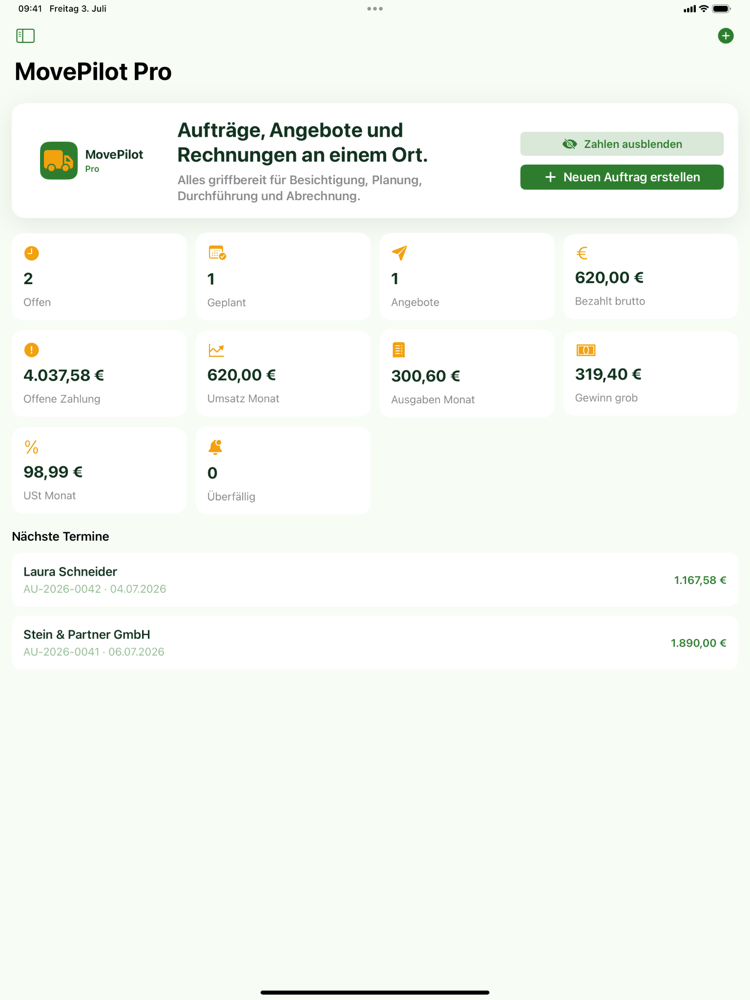 09:41 Freitag 3. Juli
MovePilot Pro
MovePilot
Pro
Aufträge, Angebote und
Rechnungen an einem Ort.
Alles griffbereit für Besichtigung, Planung,
Durchführung und Abrechnung.
Zahlen ausblenden
+ Neuen Auftrag erstellen
2
Offen
1
Geplant
1
Angebote
€
620,00 €
Bezahlt brutto
!
4.037,58 €
Offene Zahlung
620,00 €
Umsatz Monat
300,60 €
Ausgaben Monat
319,40 €
Gewinn grob
%
98,99 €
USt Monat
0
Überfällig
Nächste Termine
Laura Schneider
AU-2026-0042 · 04.07.2026
1.167,58 €
Stein & Partner GmbH
AU-2026-0041 · 06.07.2026
1.890,00 €